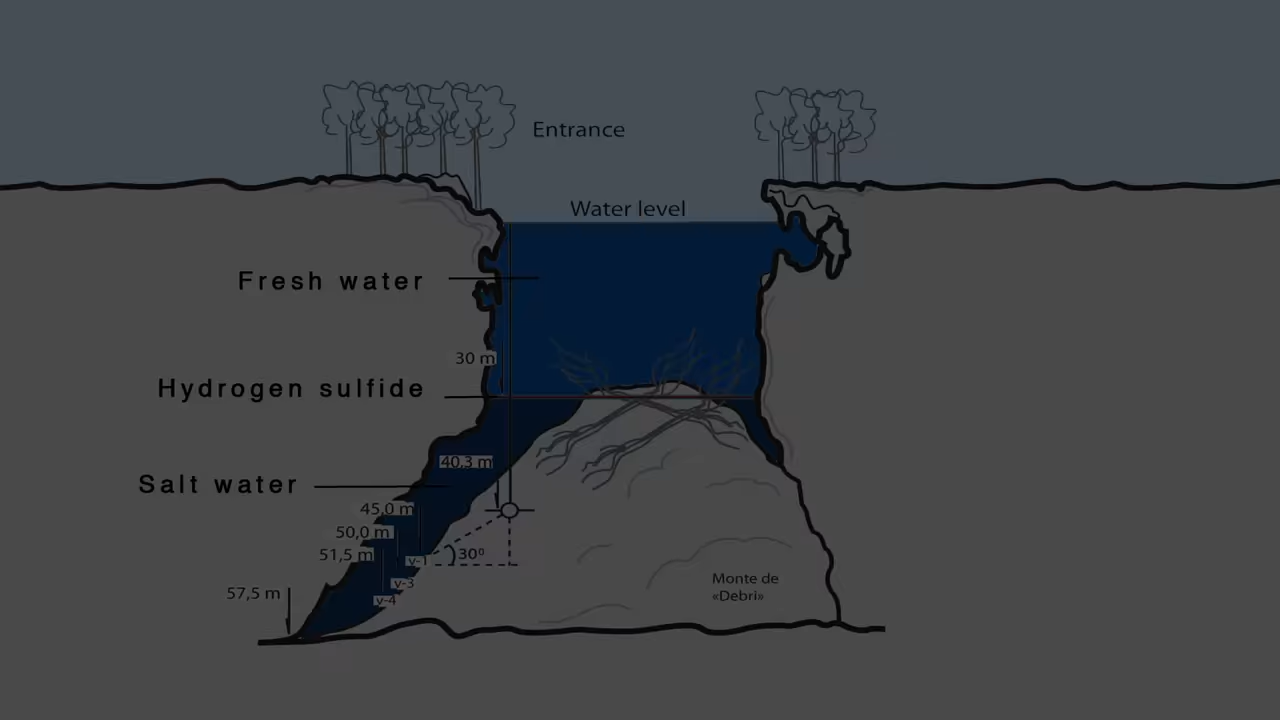 Entrance
Water level
Fresh water
30 m
Hydrogen sulfide
40,3 m
Salt water
45,0 m
50,0 m
51,5 m
v-1
30º
v-3
57,5 m
v-4
Monte de
«Debri»